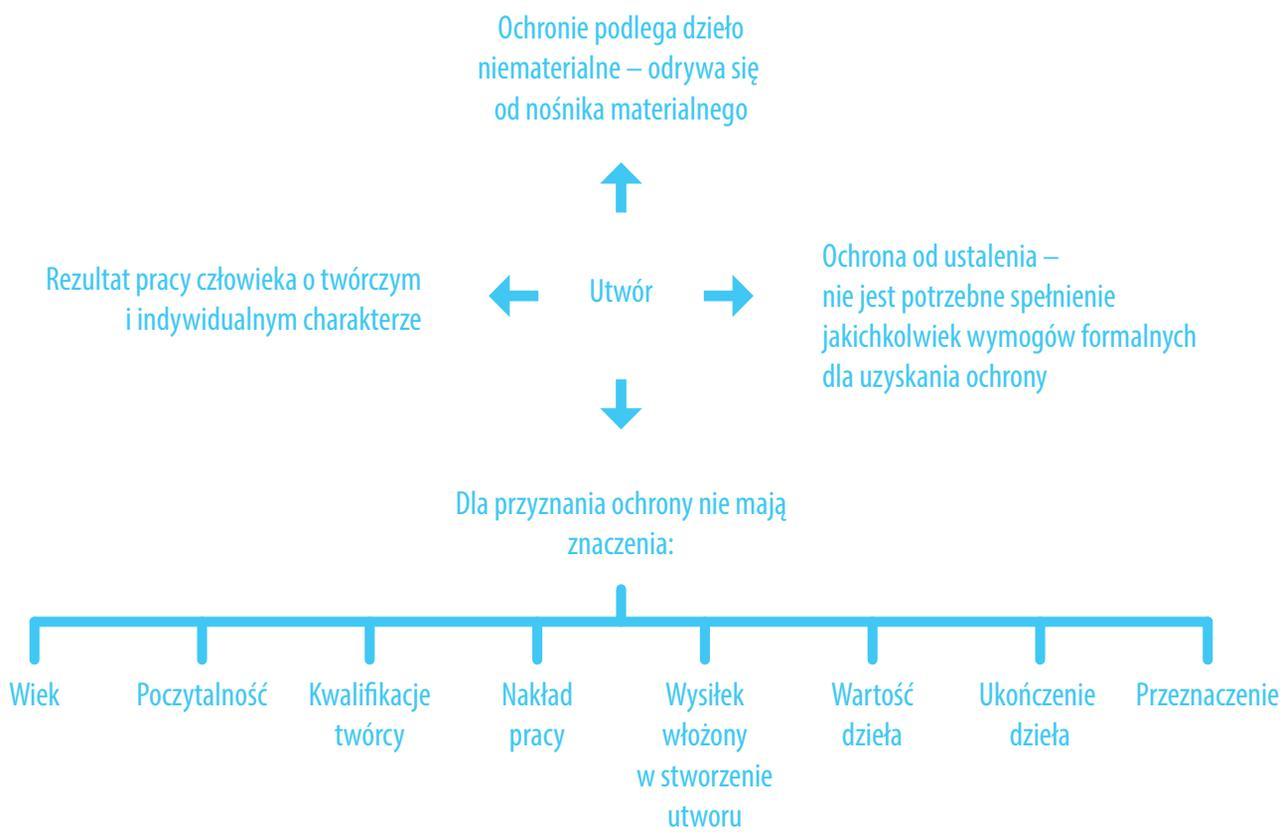 Ochronie podlega dzieło
niematerialne – odrywa się
od nośnika materialnego
Rezultat pracy człowieka o twórczym
i indywidualnym charakterze
Utwór
Ochrona od ustalenia –
nie jest potrzebne spełnienie
jakichkolwiek wymogów formalnych
dla uzyskania ochrony
Dla przyznania ochrony nie mają
znaczenia:
Wiek
Poczytalność
Kwalifikacje
twórcy
Nakład
pracy
Wysiłek
włożony
w stworzenie
utworu
Wartość
dzieła
Ukończenie
dzieła
Przeznaczenie